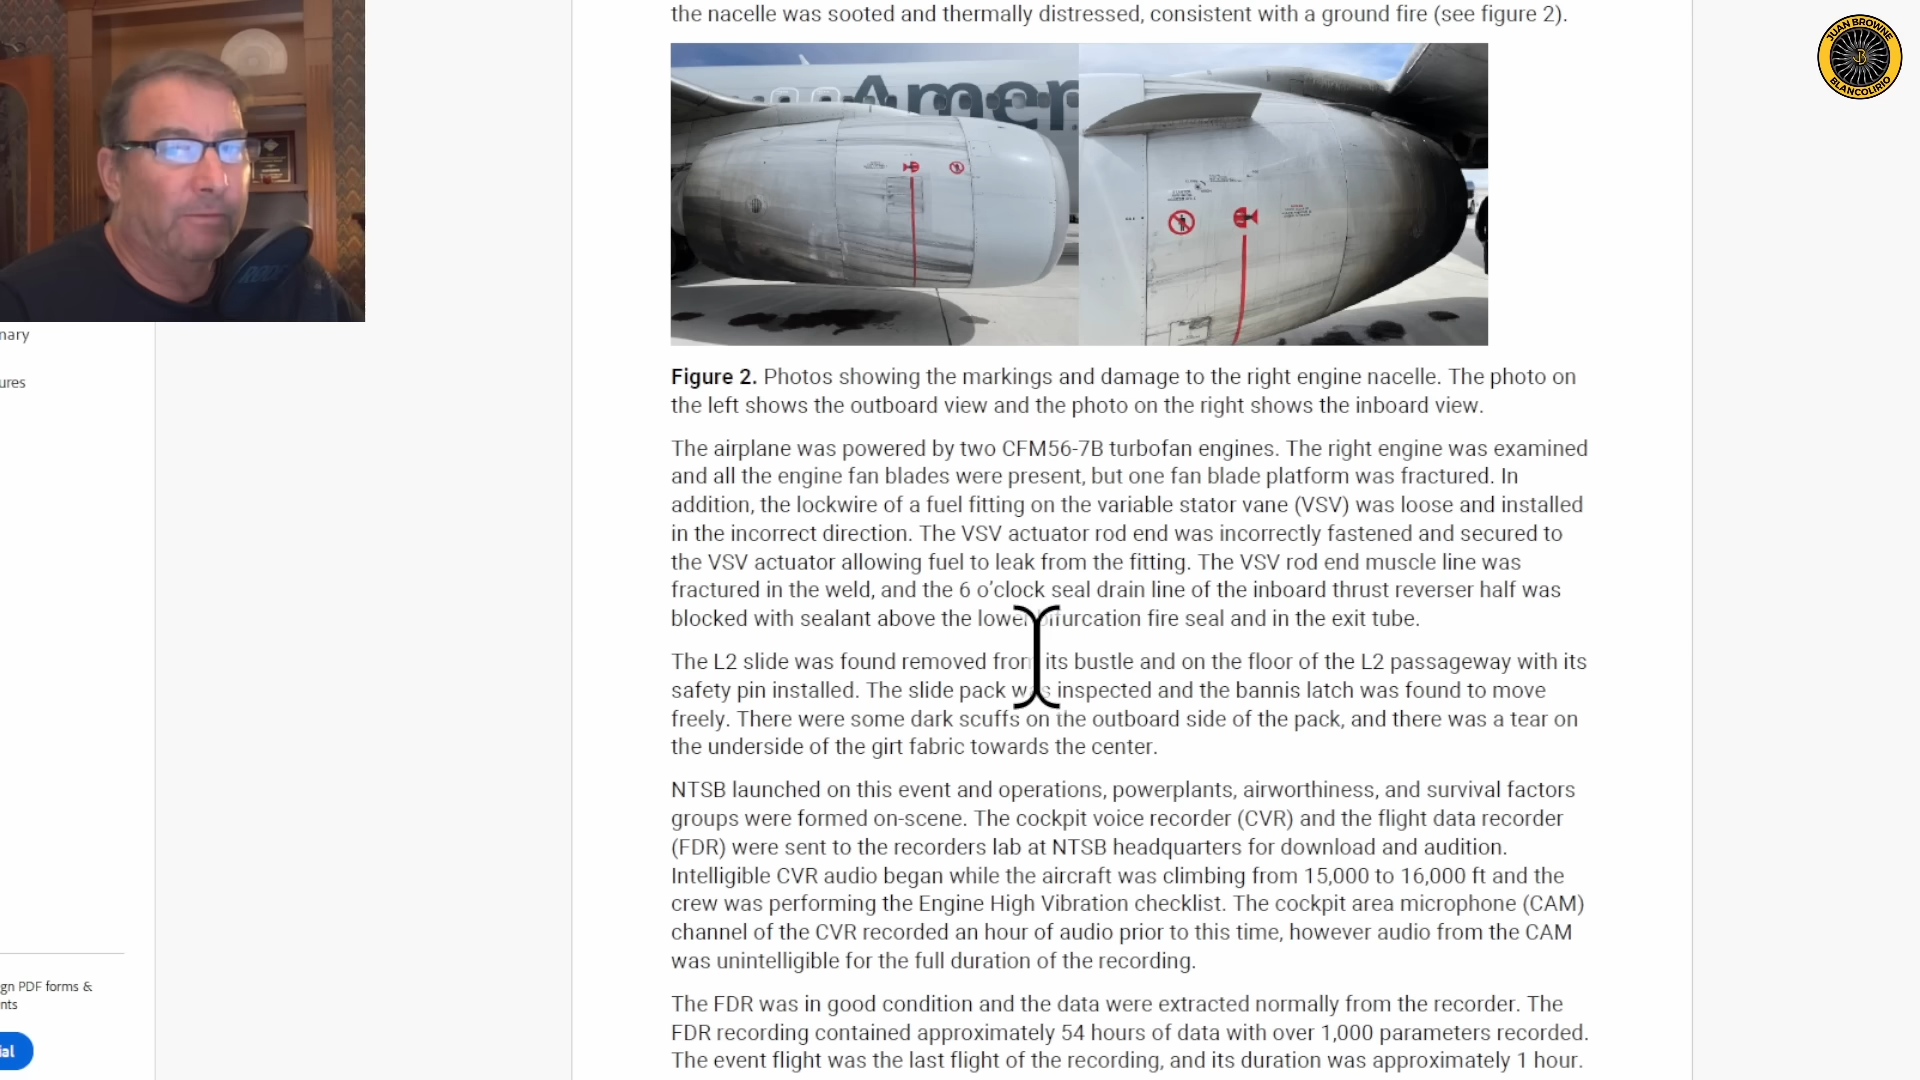 the nacelle was sooted and thermally distressed, consistent with a ground fire (see figure 2).
JUAN BROWNE
JB
BLANCOLIRIO
Amer
RODE
Figure 2. Photos showing the markings and damage to the right engine nacelle. The photo on
the left shows the outboard view and the photo on the right shows the inboard view.
The airplane was powered by two CFM56-7B turbofan engines. The right engine was examined
and all the engine fan blades were present, but one fan blade platform was fractured. In
addition, the lockwire of a fuel fitting on the variable stator vane (VSV) was loose and installed
in the incorrect direction. The VSV actuator rod end was incorrectly fastened and secured to
the VSV actuator allowing fuel to leak from the fitting. The VSV rod end muscle line was
fractured in the weld, and the 6 o’clock seal drain line of the inboard thrust reverser half was
blocked with sealant above the lower bifurcation fire seal and in the exit tube.
The L2 slide was found removed from its bustle and on the floor of the L2 passageway with its
safety pin installed. The slide pack was inspected and the bannis latch was found to move
freely. There were some dark scuffs on the outboard side of the pack, and there was a tear on
the underside of the girt fabric towards the center.
NTSB launched on this event and operations, powerplants, airworthiness, and survival factors
groups were formed on-scene. The cockpit voice recorder (CVR) and the flight data recorder
(FDR) were sent to the recorders lab at NTSB headquarters for download and audition.
Intelligible CVR audio began while the aircraft was climbing from 15,000 to 16,000 ft and the
crew was performing the Engine High Vibration checklist. The cockpit area microphone (CAM)
channel of the CVR recorded an hour of audio prior to this time, however audio from the CAM
was unintelligible for the full duration of the recording.
The FDR was in good condition and the data were extracted normally from the recorder. The
FDR recording contained approximately 54 hours of data with over 1,000 parameters recorded.
The event flight was the last flight of the recording, and its duration was approximately 1 hour.
nary
ures
gn PDF forms &
nts
ial